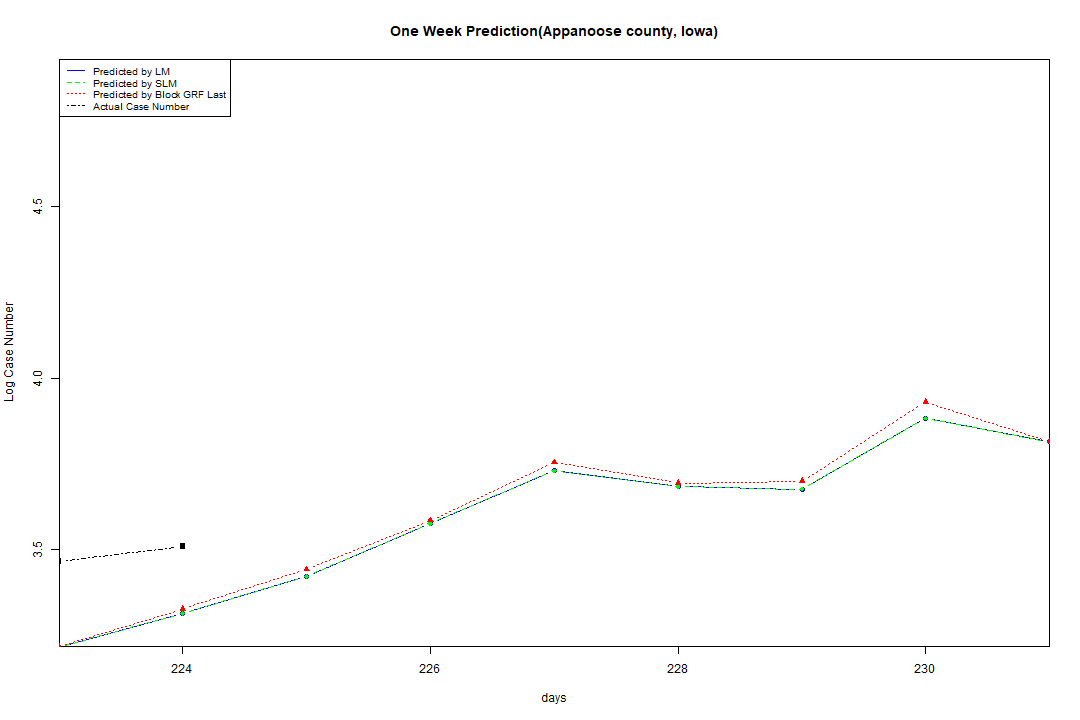 One Week Prediction(Appanoose county, Iowa)
Predicted by LM
Predicted by SLM
Predicted by Block GRF Last
Actual Case Number
Log Case Number
4.5
4.0
3.5
224 226 228 230
days